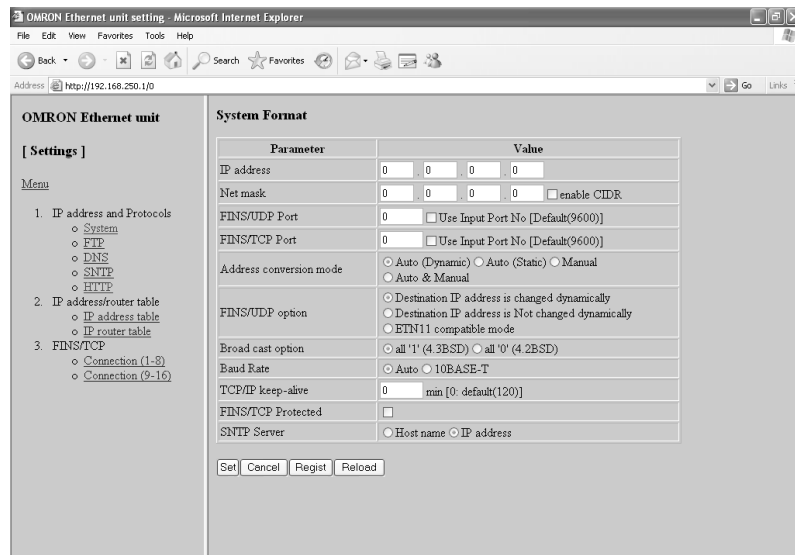 OMRON Ethernet unit setting - Microsoft Internet Explorer
File Edit View Favorites Tools Help
Back Search Favorites
Address http://192.168.250.1/0 Go Links
OMRON Ethernet unit
[ Settings ]
Menu
1. IP address and Protocols
System
FTP
DNS
SNTP
HTTP
2. IP address/router table
IP address table
IP router table
3. FINS/TCP
Connection (1-8)
Connection (9-16)
System Format
Parameter Value
IP address 0 . 0 . 0 . 0
Net mask 0 . 0 . 0 . 0 enable CIDR
FINS/UDP Port 0 Use Input Port No [Default(9600)]
FINS/TCP Port 0 Use Input Port No [Default(9600)]
Address conversion mode Auto (Dynamic) Auto (Static) Manual
Auto & Manual
FINS/UDP option Destination IP address is changed dynamically
Destination IP address is Not changed dynamically
ETN11 compatible mode
Broad cast option all '1' (4.3BSD) all '0' (4.2BSD)
Baud Rate Auto 10BASE-T
TCP/IP keep-alive 0 min [0: default(120)]
FINS/TCP Protected
SNTP Server Host name IP address
Set Cancel Regist Reload